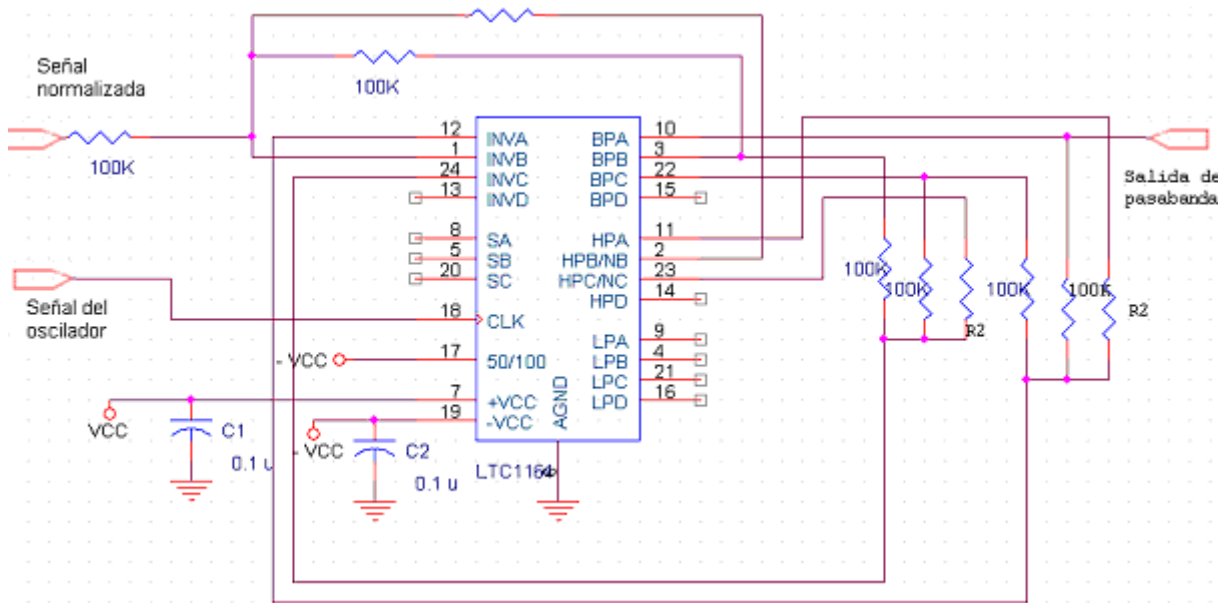 Señal
normalizada
100K
100K
12 INVA BPA 10
1 INVB BPB 3
24 INVC BPC 22
13 INVD BPD 15
8 SA HPA 11
5 SB HPB/NB 2
20 SC HPC/NC 23
HPD 14
18 CLK LPA 9
17 50/100 LPB 4
7 +VCC LPC 21
19 -VCC LPD 16
AGND
Salida de
pasabanda
Señal del
oscilador
- VCC
VCC
C1
0.1 u
- VCC
C2
0.1 u
LTC1164
100K
100K
R2
100K
100K
R2